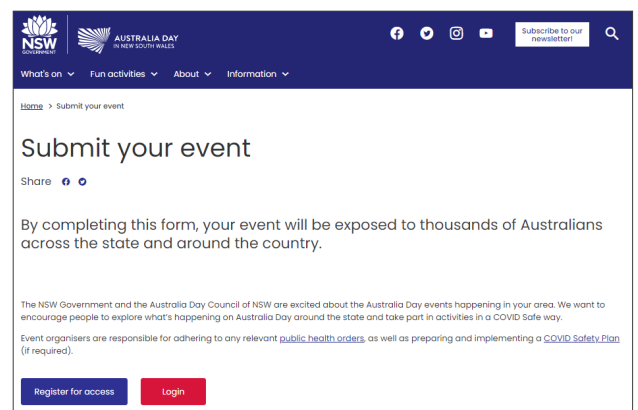 NSW
GOVERNMENT
AUSTRALIA DAY
IN NEW SOUTH WALES
Subscribe to our
newsletter!
What's on
Fun activities
About
Information
Home > Submit your event
Submit your event
Share
By completing this form, your event will be exposed to thousands of Australians
across the state and around the country.
The NSW Government and the Australia Day Council of NSW are excited about the Australia Day events happening in your area. We want to
encourage people to explore what's happening on Australia Day around the state and take part in activities in a COVID Safe way.
Event organisers are responsible for adhering to any relevant public health orders, as well as preparing and implementing a COVID Safety Plan
(if required).
Register for access
Login